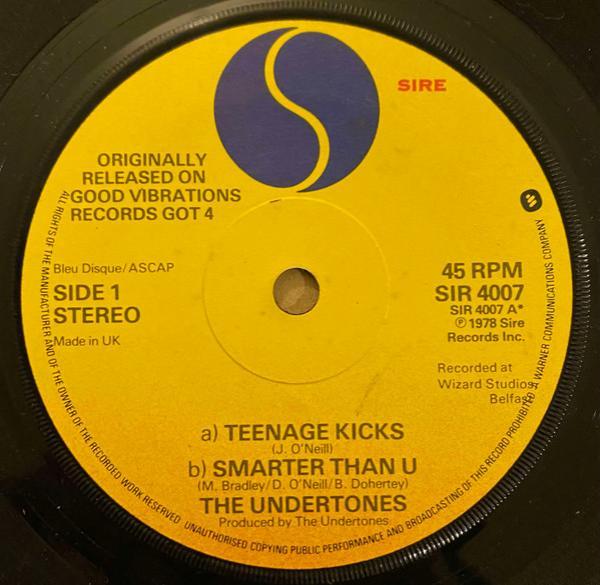 SIRE
ORIGINALLY
RELEASED ON
GOOD VIBRATIONS
RECORDS GOT 4
Bleu Disque/ASCAP
SIDE 1
STEREO
Made in UK
45 RPM
SIR 4007
SIR 4007 A*
℗ 1978 Sire
Records Inc.
Recorded at
Wizard Studios,
Belfast
a) TEENAGE KICKS
(J. O'Neill)
b) SMARTER THAN U
(M. Bradley/D. O'Neill/B. Dohertey)
THE UNDERTONES
Produced by The Undertones
ALL RIGHTS OF THE MANUFACTURER AND OF THE OWNER OF THE RECORDED WORK RESERVED UNAUTHORISED COPYING PUBLIC PERFORMANCE AND BROADCASTING OF THIS RECORD PROHIBITED A WARNER COMMUNICATIONS COMPANY